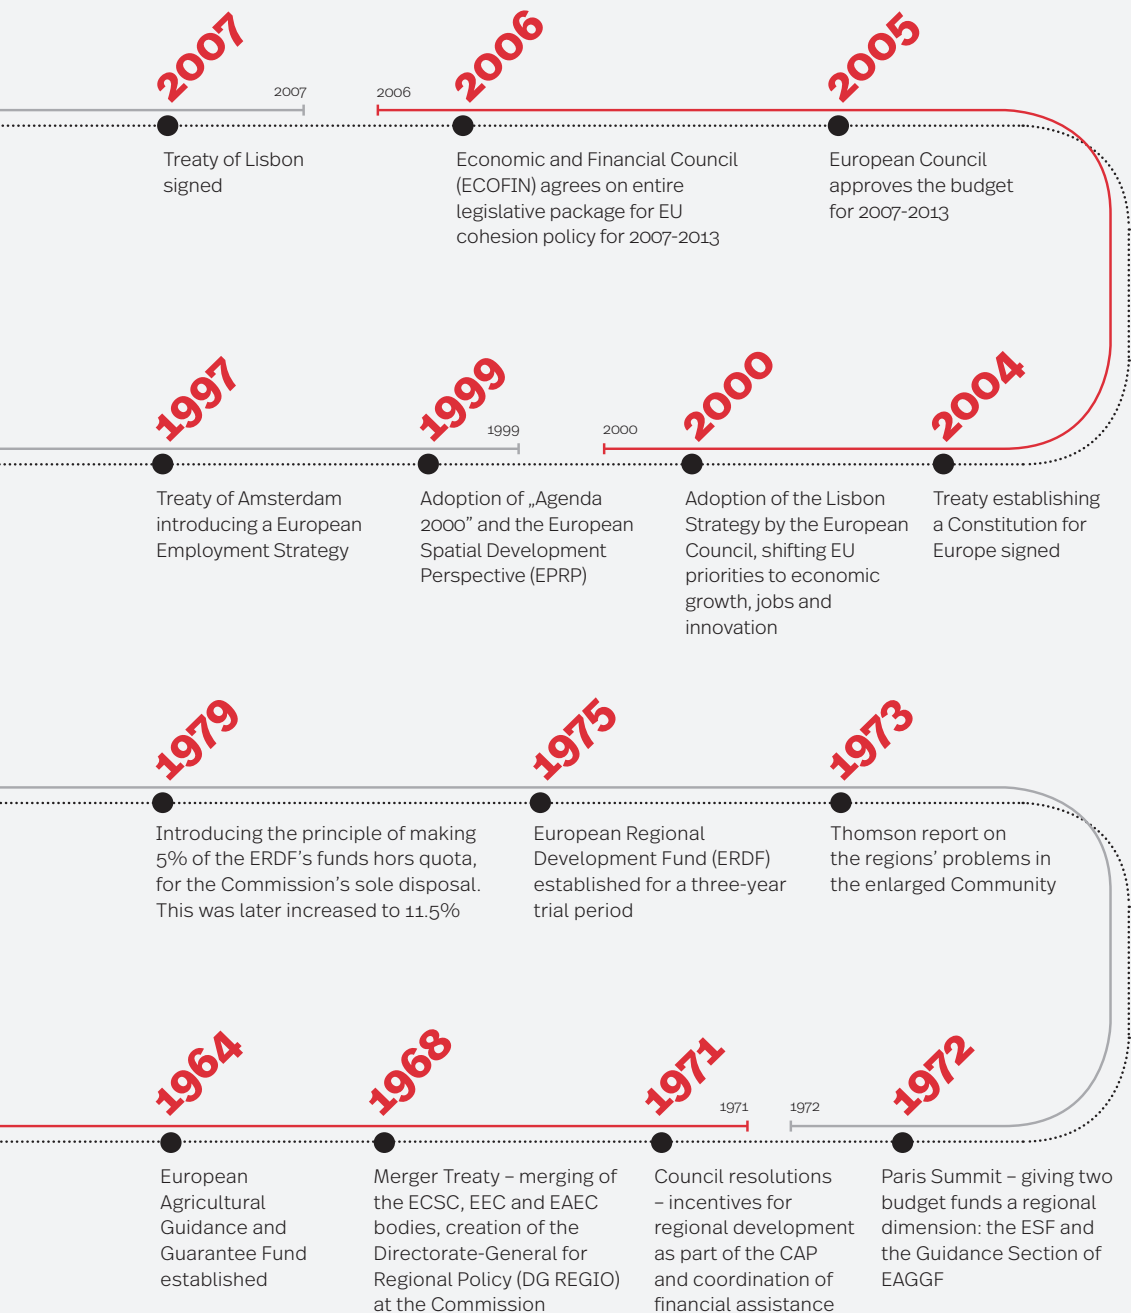 2007
2006
2005
2007
2006
Treaty of Lisbon
signed
Economic and Financial Council
(ECOFIN) agrees on entire
legislative package for EU
cohesion policy for 2007-2013
European Council
approves the budget
for 2007-2013
1997
1999
2000
2004
1999
2000
Treaty of Amsterdam
introducing a European
Employment Strategy
Adoption of „Agenda
2000” and the European
Spatial Development
Perspective (EPRP)
Adoption of the Lisbon
Strategy by the European
Council, shifting EU
priorities to economic
growth, jobs and
innovation
Treaty establishing
a Constitution for
Europe signed
1979
1975
1973
Introducing the principle of making
5% of the ERDF’s funds hors quota,
for the Commission’s sole disposal.
This was later increased to 11.5%
European Regional
Development Fund (ERDF)
established for a three-year
trial period
Thomson report on
the regions’ problems in
the enlarged Community
1964
1968
1971
1972
1971
1972
European
Agricultural
Guidance and
Guarantee Fund
established
Merger Treaty – merging of
the ECSC, EEC and EAEC
bodies, creation of the
Directorate-General for
Regional Policy (DG REGIO)
at the Commission
Council resolutions
– incentives for
regional development
as part of the CAP
and coordination of
financial assistance
Paris Summit – giving two
budget funds a regional
dimension: the ESF and
the Guidance Section of
EAGGF